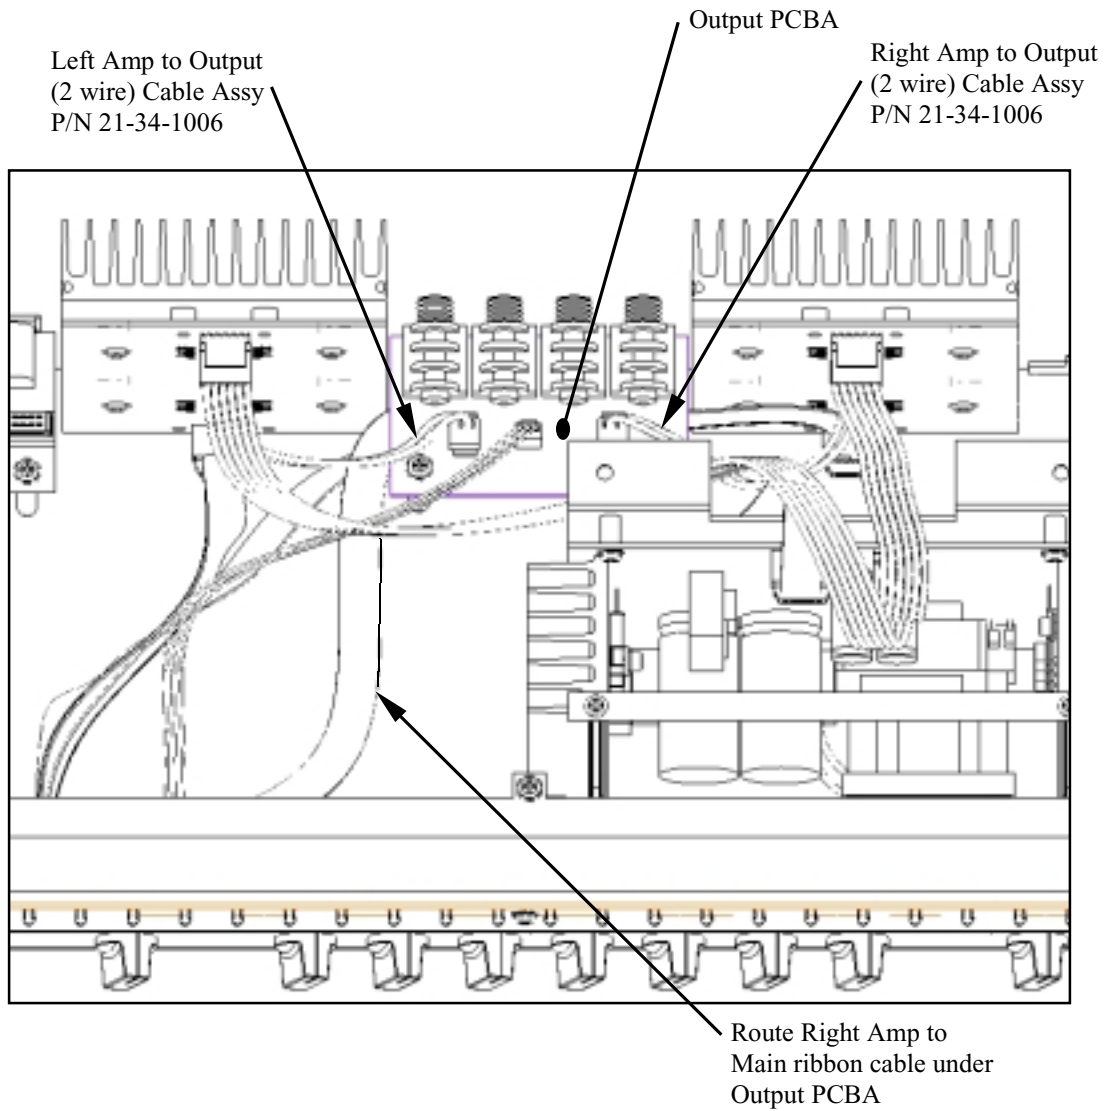 Output PCBA
Left Amp to Output
(2 wire) Cable Assy
P/N 21-34-1006
Right Amp to Output
(2 wire) Cable Assy
P/N 21-34-1006
Route Right Amp to
Main ribbon cable under
Output PCBA